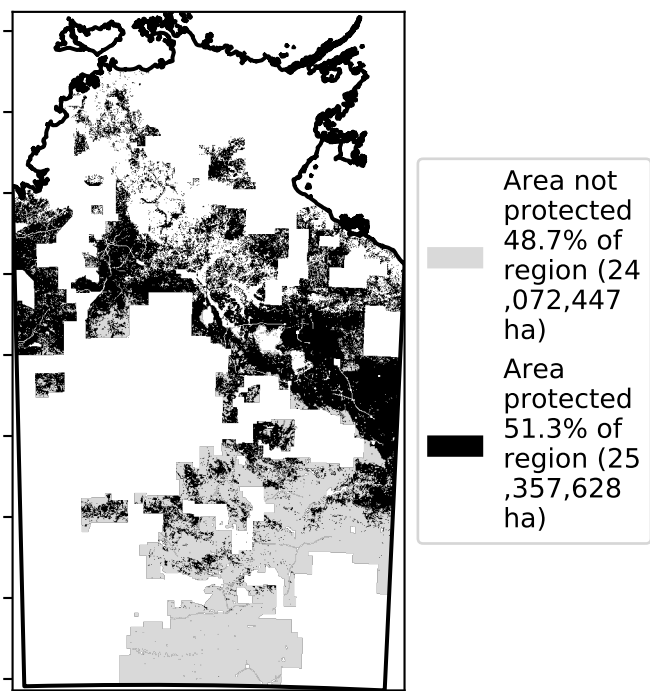 Area not
protected
48.7% of
region (24
,072,447
ha)
Area
protected
51.3% of
region (25
,357,628
ha)